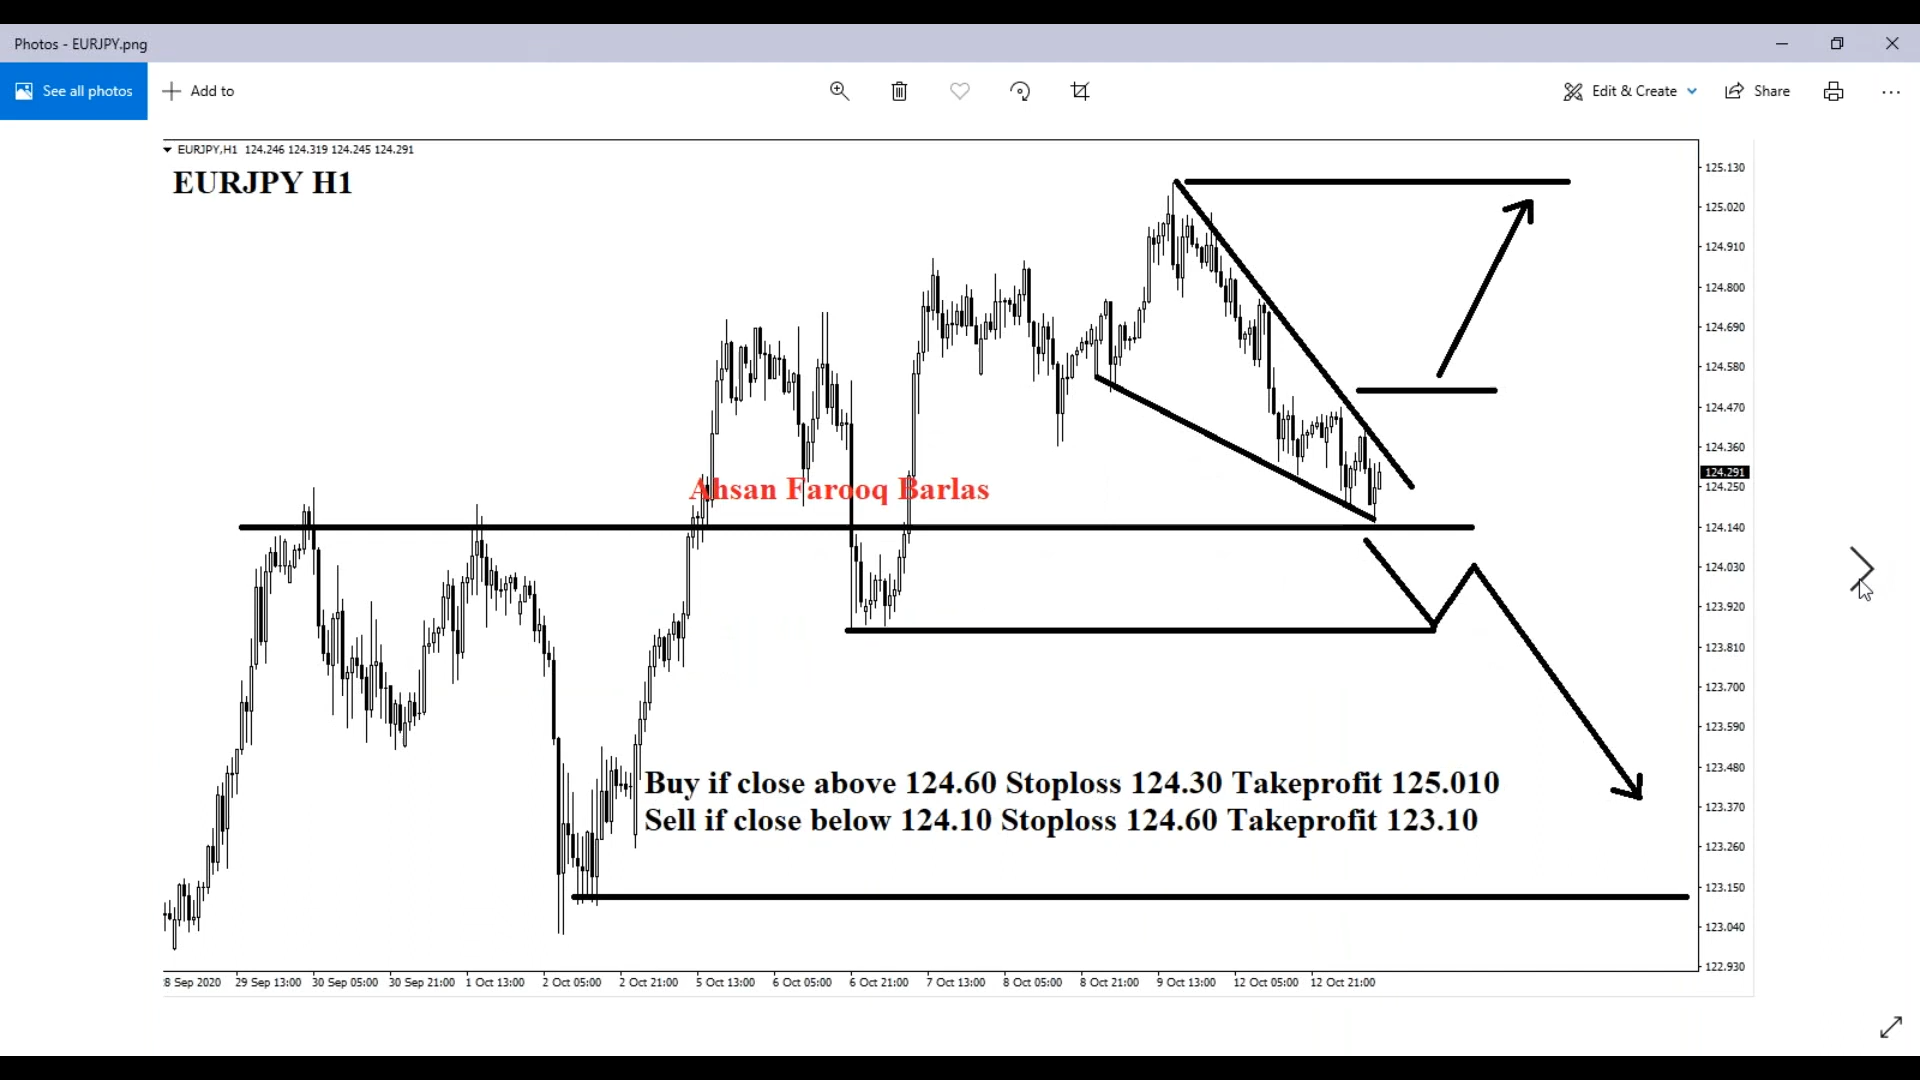 Photos - EURJPY.png
See all photos
Add to
Edit & Create
Share
EURJPY,H1 124.246 124.319 124.245 124.291
EURJPY H1
125.130
125.020
124.910
124.800
124.690
124.580
124.470
124.360
124.291
124.250
Ahsan Farooq Barlas
124.140
124.030
123.920
123.810
123.700
123.590
123.480
Buy if close above 124.60 Stoploss 124.30 Takeprofit 125.010
123.370
Sell if close below 124.10 Stoploss 124.60 Takeprofit 123.10
123.260
123.150
123.040
122.930
8 Sep 2020 29 Sep 13:00 30 Sep 05:00 30 Sep 21:00 1 Oct 13:00 2 Oct 05:00 2 Oct 21:00 5 Oct 13:00 6 Oct 05:00 6 Oct 21:00 7 Oct 13:00 8 Oct 05:00 8 Oct 21:00 9 Oct 13:00 12 Oct 05:00 12 Oct 21:00